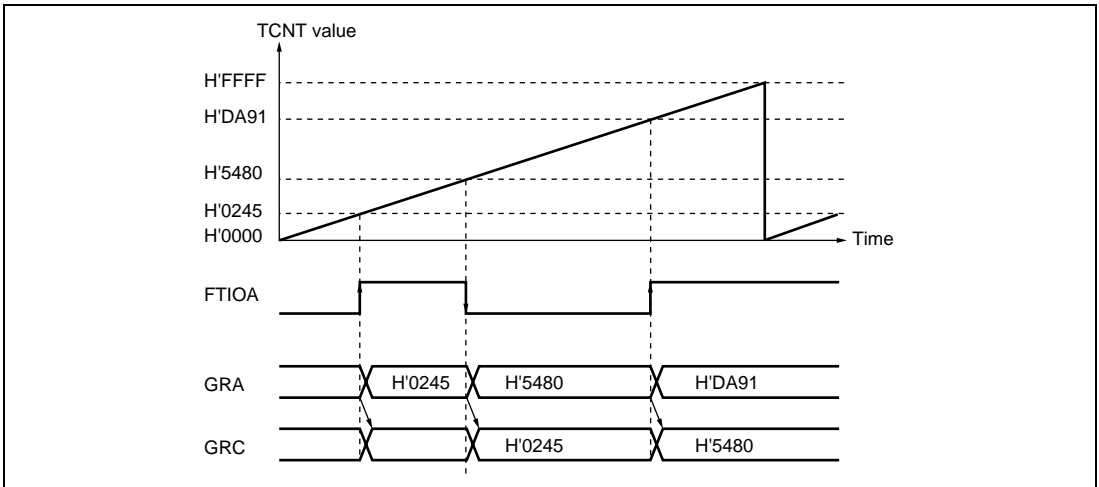 TCNT value
H'FFFF
H'DA91
H'5480
H'0245
H'0000
Time
FTIOA
GRA H'0245 H'5480 H'DA91
GRC H'0245 H'5480